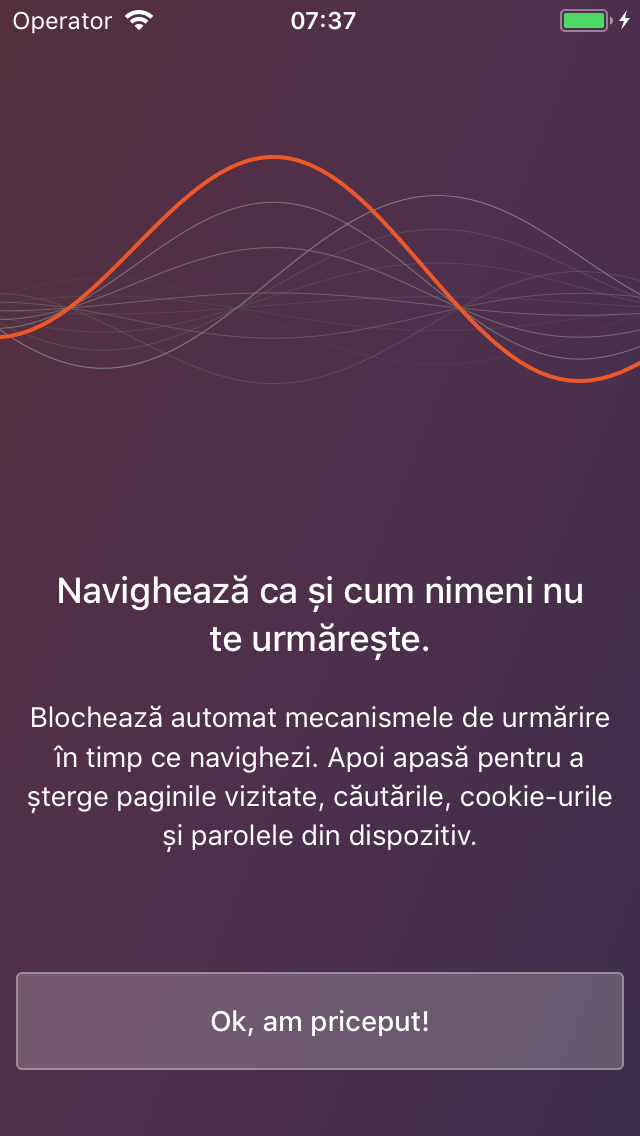 Operator 07:37
Navighează ca și cum nimeni nu
te urmărește.
Blochează automat mecanismele de urmărire
în timp ce navighezi. Apoi apasă pentru a
șterge paginile vizitate, căutările, cookie-urile
și parolele din dispozitiv.
Ok, am priceput!